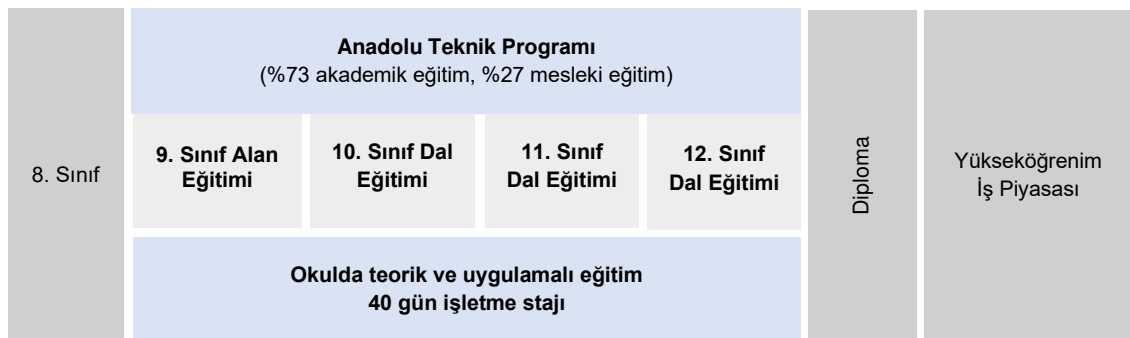 8. Sınıf
Anadolu Teknik Programı
(%73 akademik eğitim, %27 mesleki eğitim)
9. Sınıf Alan
Eğitimi
10. Sınıf Dal
Eğitimi
11. Sınıf
Dal Eğitimi
12. Sınıf
Dal Eğitimi
Okulda teorik ve uygulamalı eğitim
40 gün işletme stajı
Diploma
Yükseköğrenim
İş Piyasası